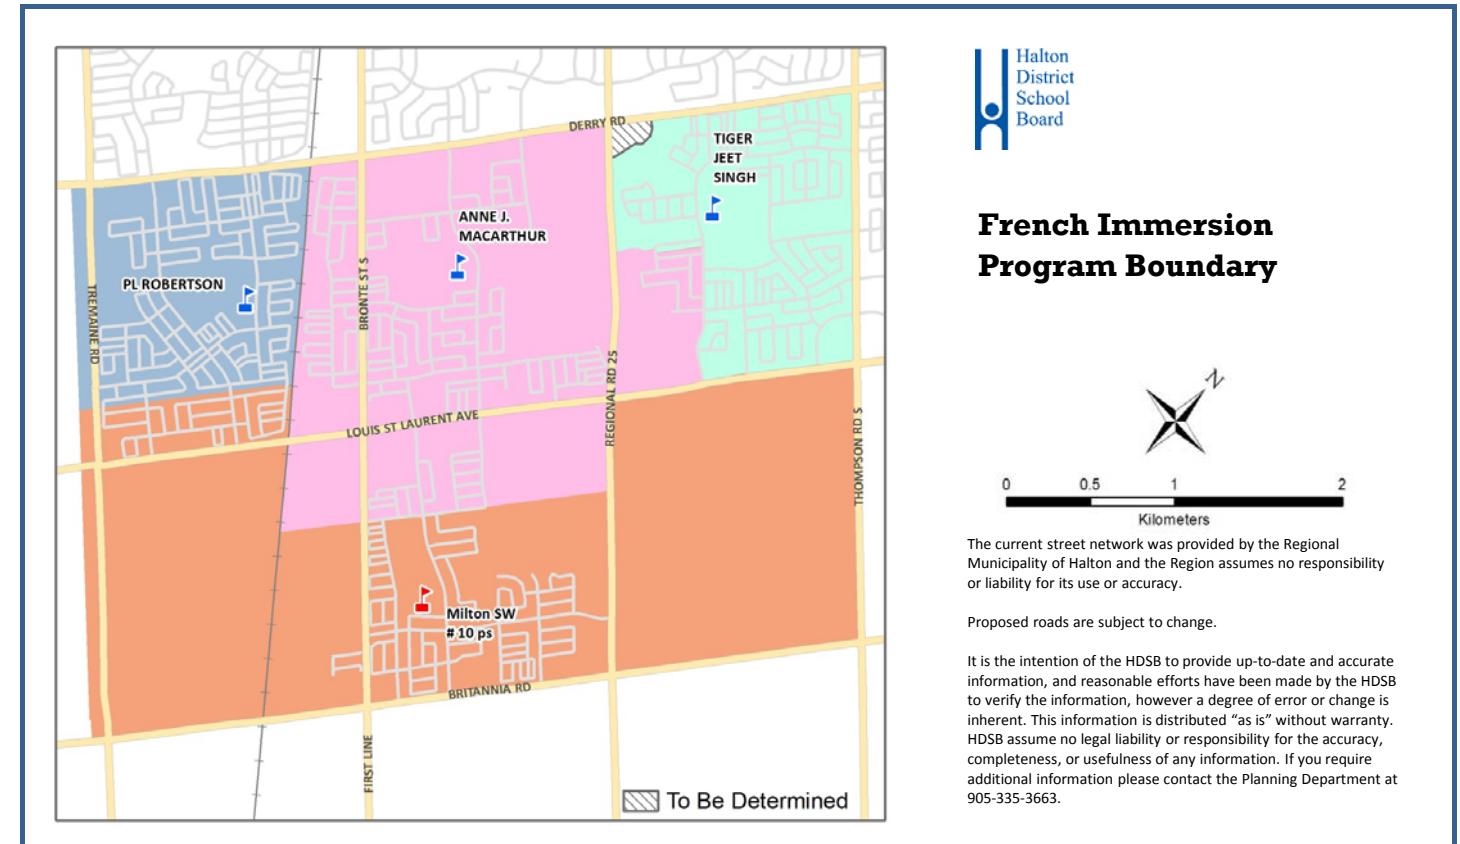 Halton
District
School
Board
French Immersion
Program Boundary
DERRY RD
TIGER
JEET
SINGH
ANNE J.
MACARTHUR
PL ROBERTSON
TREMAINE RD
BRONTE ST S
REGIONAL RD 25
LOUIS ST LAURENT AVE
THOMPSON RD S
Milton SW
# 10 ps
BRITANNIA RD
FIRST LINE
To Be Determined
N
0 0.5 1 2
Kilometers
The current street network was provided by the Regional
Municipality of Halton and the Region assumes no responsibility
or liability for its use or accuracy.
Proposed roads are subject to change.
It is the intention of the HDSB to provide up-to-date and accurate
information, and reasonable efforts have been made by the HDSB
to verify the information, however a degree of error or change is
inherent. This information is distributed “as is” without warranty.
HDSB assume no legal liability or responsibility for the accuracy,
completeness, or usefulness of any information. If you require
additional information please contact the Planning Department at
905-335-3663.